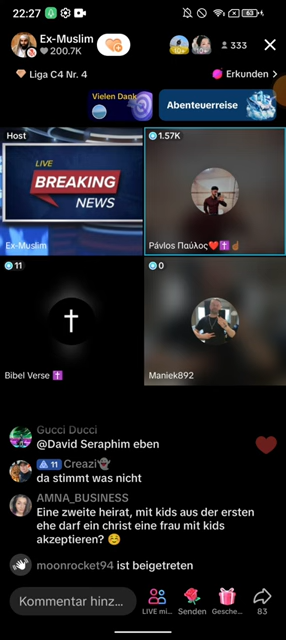 22:27
63
Ex-Muslim
200.7K
10+
10+
333
Liga C4 Nr. 4
Erkunden >
Vielen Dank
Abenteuerreise
Host
1.57K
LIVE
BREAKING
NEWS
Ex-Muslim
Pávlos Παύλος❤️✝️☝🏽
11
0
Bibel Verse ✝️
Maniek892
Gucci Ducci
@David Seraphim eben
11 Creazi👻
da stimmt was nicht
AMNA_BUSINESS
Eine zweite heirat, mit kids aus der ersten
ehe darf ein christ eine frau mit kids
akzeptieren? ☺️
moonrocket94 ist beigetreten
Kommentar hinz...
LIVE mi...
Senden
Gesche...
83